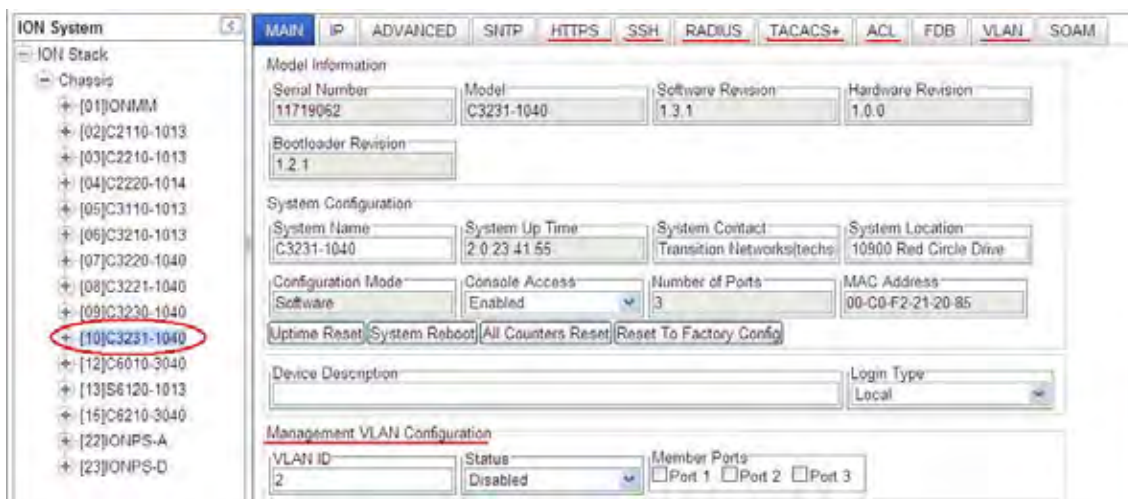 ION System
ION Stack
Chassis
[01]IONMM
[02]C2110-1013
[03]C2210-1013
[04]C2220-1014
[05]C3110-1013
[06]C3210-1013
[07]C3220-1040
[08]C3221-1040
[09]C3230-1040
[10]C3231-1040
[12]C6010-3040
[13]S6120-1013
[15]C6210-3040
[22]IONPS-A
[23]IONPS-D
MAIN IP ADVANCED SNTP HTTPS SSH RADIUS TACACS+ ACL FDB VLAN SOAM
Model Information
Serial Number Model Software Revision Hardware Revision
11719062 C3231-1040 1.3.1 1.0.0
Bootloader Revision
1.2.1
System Configuration
System Name System Up Time System Contact System Location
C3231-1040 2:0:23:41.55 Transition Networks(techs 10900 Red Circle Drive
Configuration Mode Console Access Number of Ports MAC Address
Software Enabled 3 00-C0-F2-21-20-85
Uptime Reset System Reboot All Counters Reset Reset To Factory Config
Device Description Login Type
Local
Management VLAN Configuration
VLAN ID Status Member Ports
2 Disabled Port 1 Port 2 Port 3